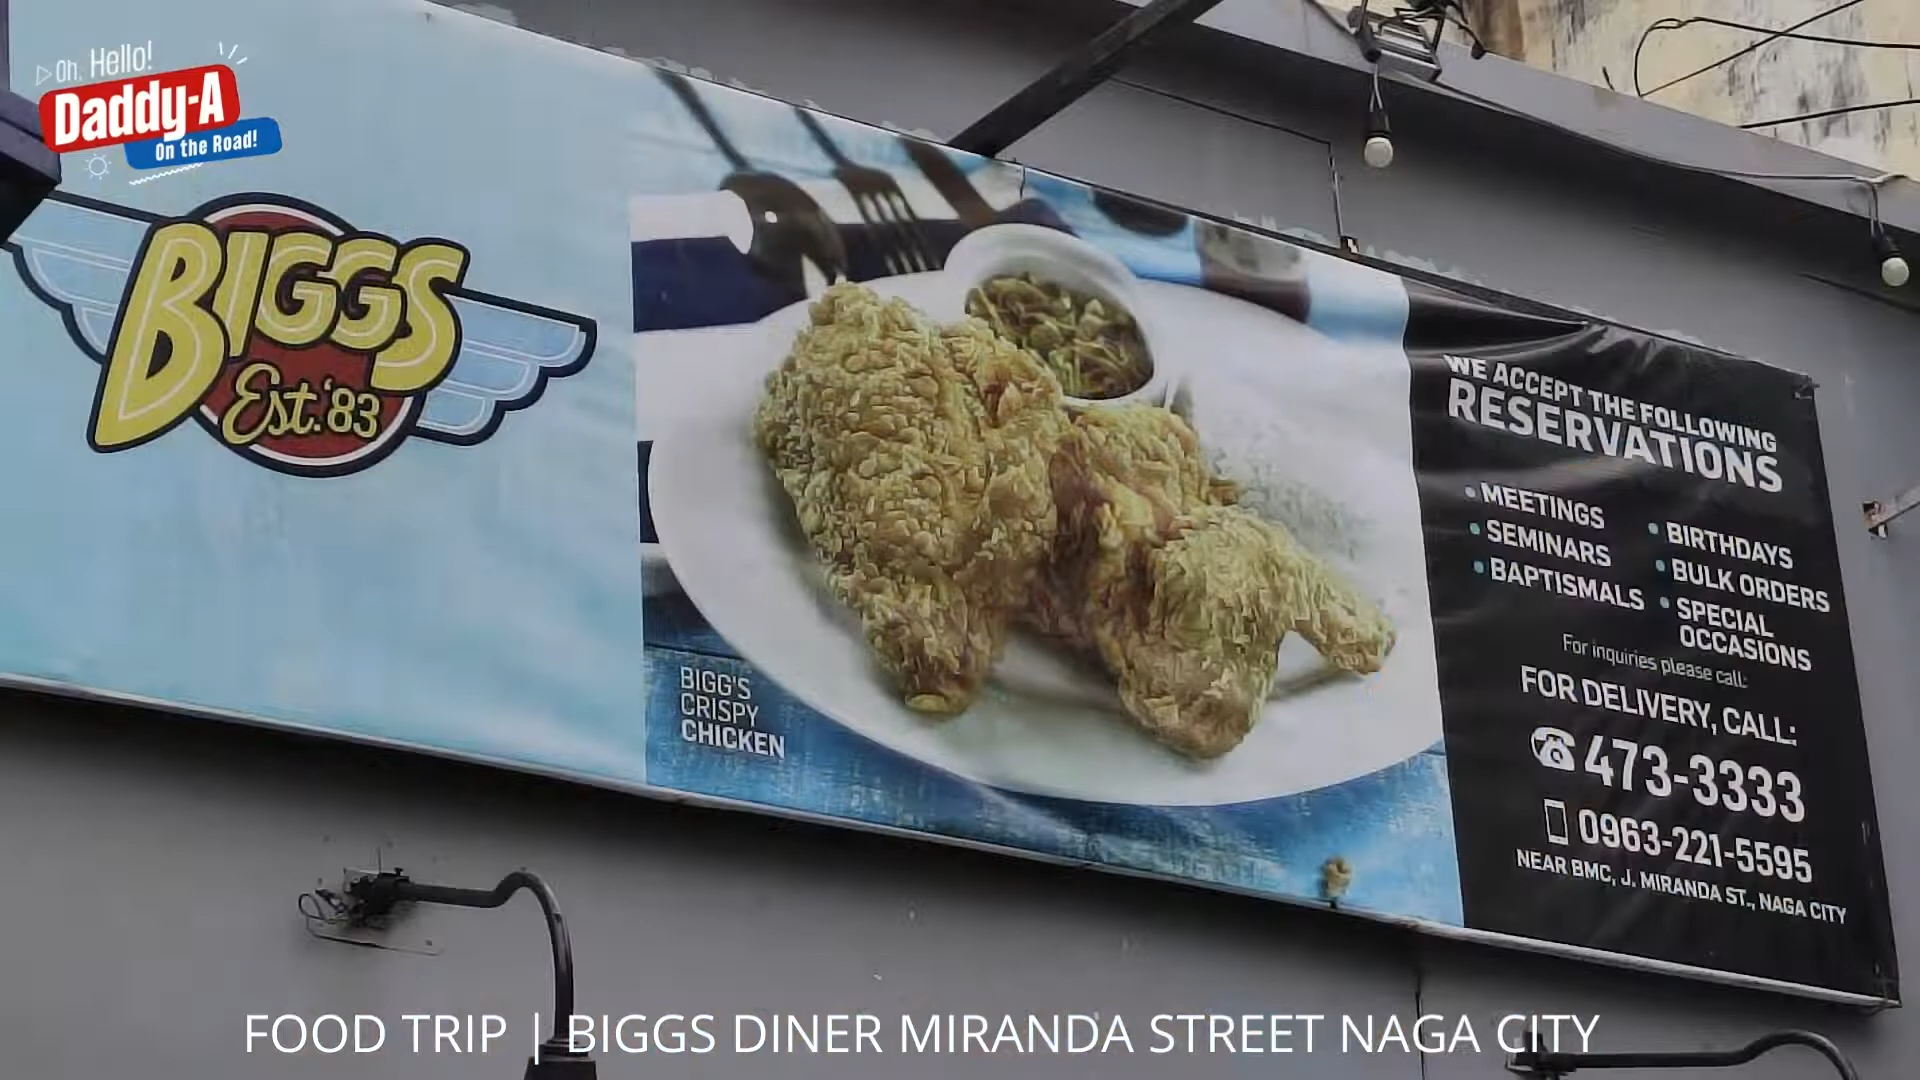 Oh, Hello!
Daddy-A
On the Road!
BIGGS
Est. '83
BIGG'S
CRISPY
CHICKEN
WE ACCEPT THE FOLLOWING
RESERVATIONS
• MEETINGS
• SEMINARS
• BAPTISMALS
• BIRTHDAYS
• BULK ORDERS
• SPECIAL
OCCASIONS
For inquiries please call:
FOR DELIVERY, CALL:
473-3333
0963-221-5595
NEAR BMC, J. MIRANDA ST., NAGA CITY
FOOD TRIP | BIGGS DINER MIRANDA STREET NAGA CITY